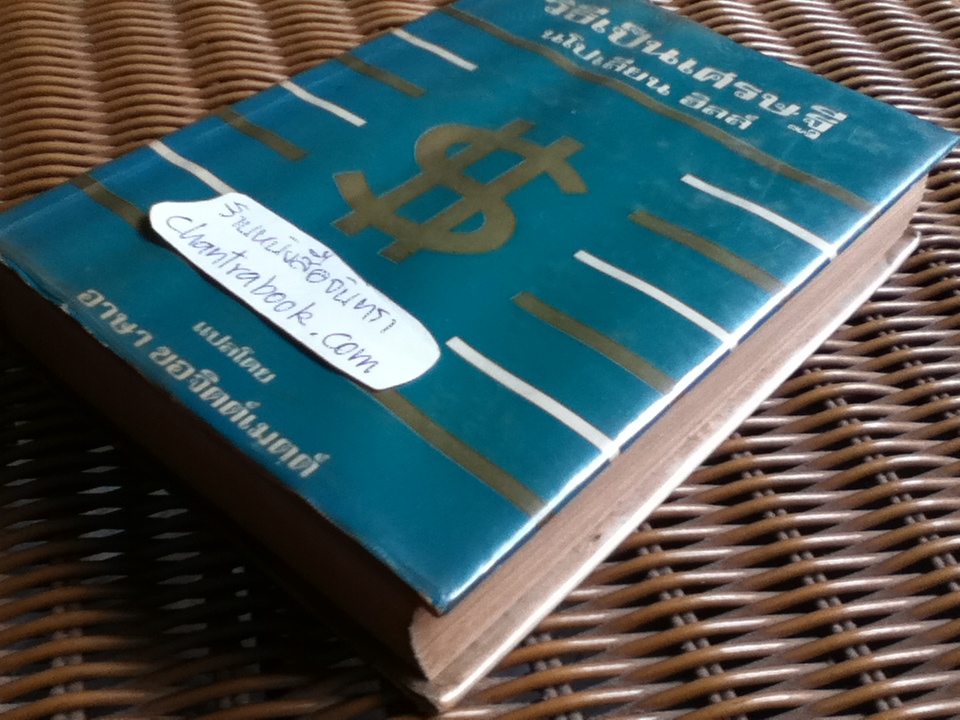 วิธีเป็นเศรษฐี
นโปเลียน ฮิลล์
$
ร้านหนังสือจันทรา
chantrabook.com
แปลโดย
อาษา ขอจิตต์เมตต์